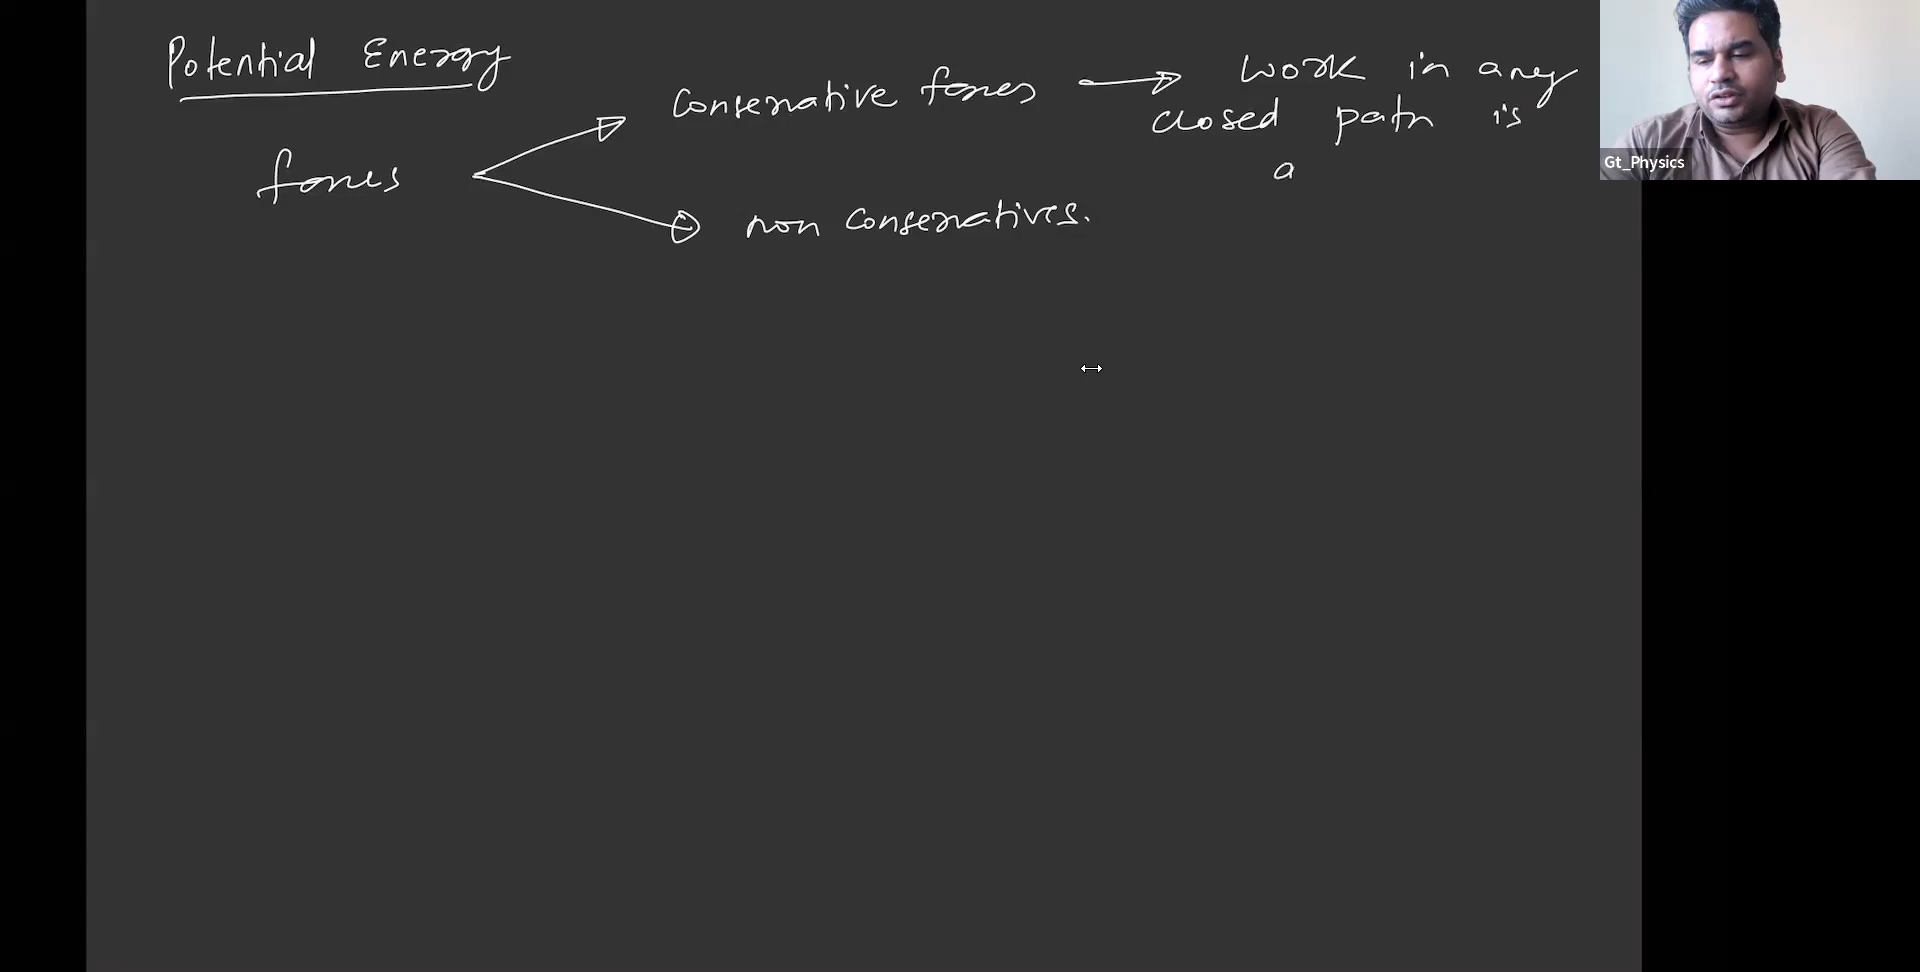 Potential Energy
Conservative forces → work in any
closed path is
a
forces
non conservatives.
Gt_Physics